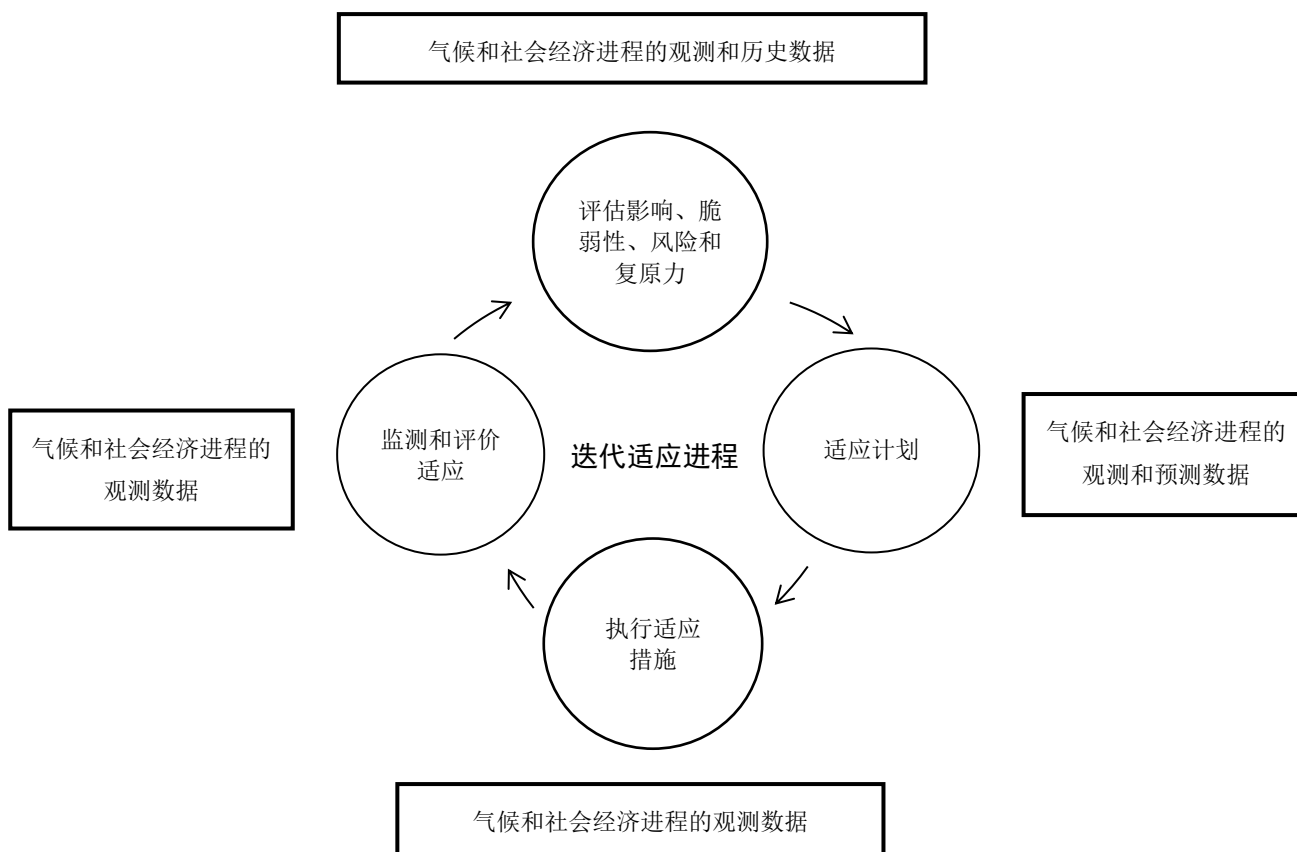 气候和社会经济进程的观测和历史数据
评估影响、脆
弱性、风险和
复原力
气候和社会经济进程的
观测数据
监测和评价
适应
迭代适应进程
适应计划
气候和社会经济进程的
观测和预测数据
执行适应
措施
气候和社会经济进程的观测数据